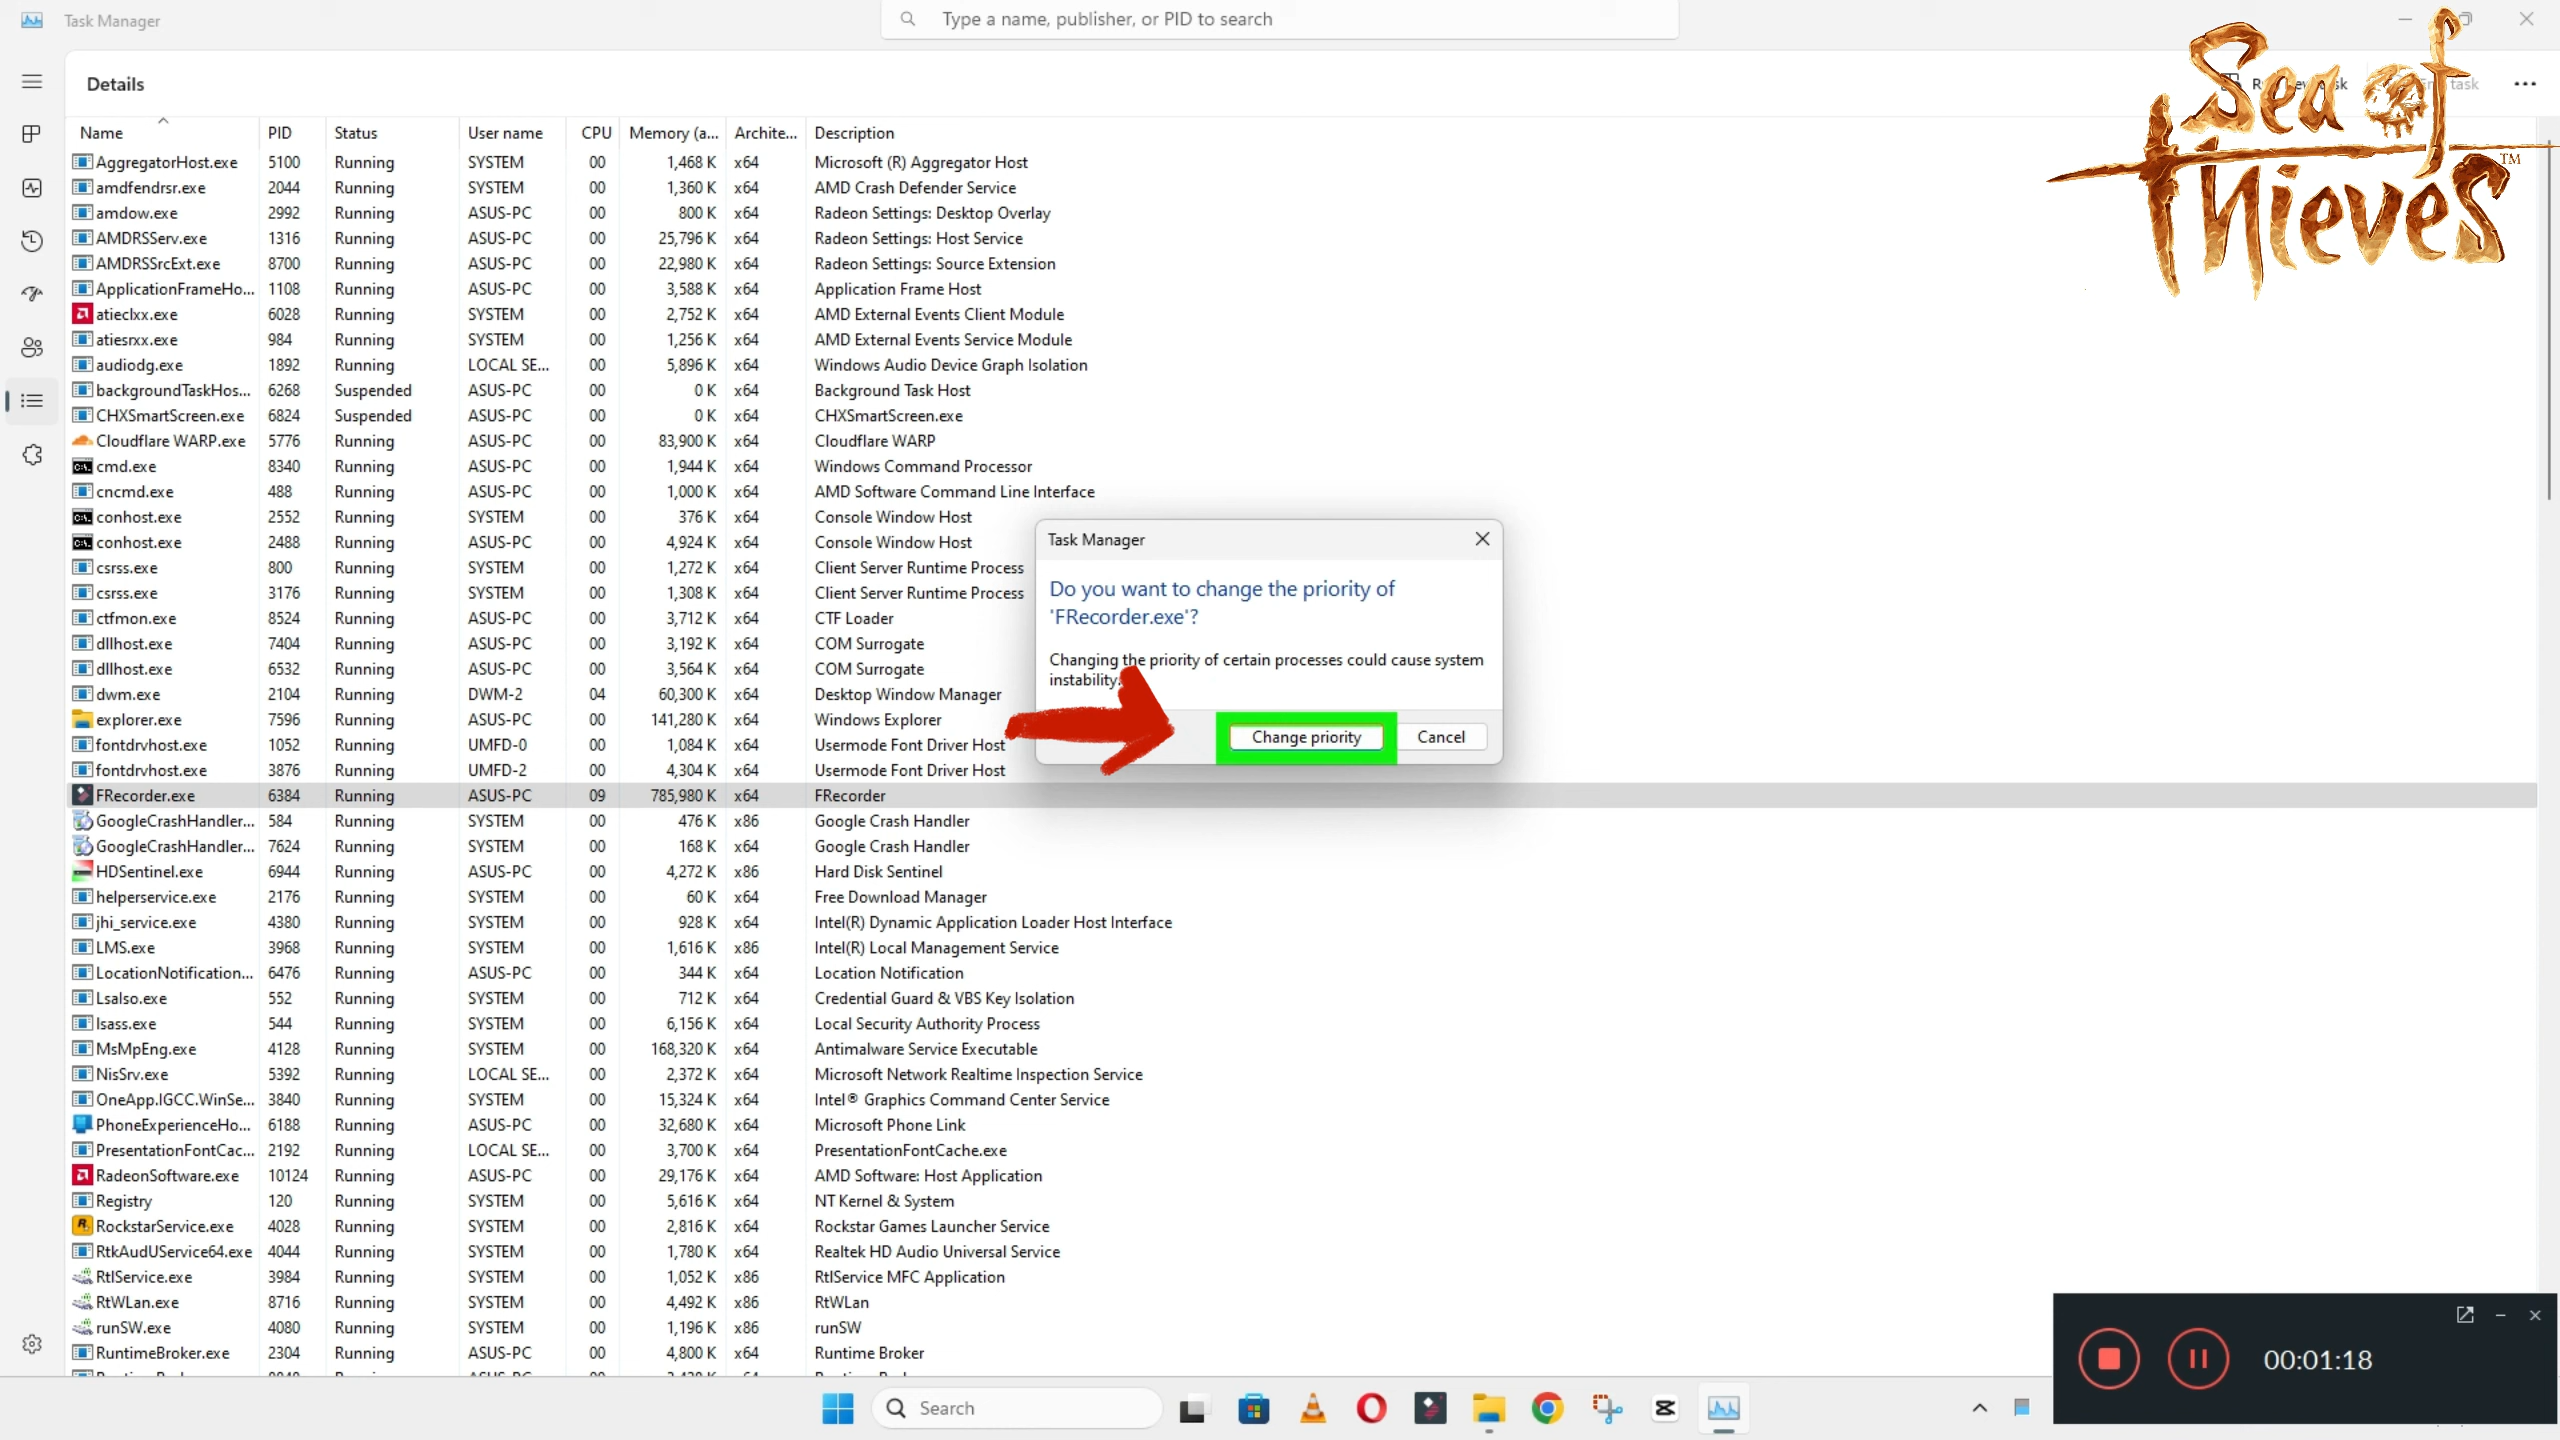 Task Manager
Type a name, publisher, or PID to search
Sea of Thieves™
Details
task
Name PID Status User name CPU Memory (a... Archite... Description
AggregatorHost.exe 5100 Running SYSTEM 00 1,468 K x64 Microsoft (R) Aggregator Host
amdfendrsr.exe 2044 Running SYSTEM 00 1,360 K x64 AMD Crash Defender Service
amdow.exe 2992 Running ASUS-PC 00 800 K x64 Radeon Settings: Desktop Overlay
AMDRSServ.exe 1316 Running ASUS-PC 00 25,796 K x64 Radeon Settings: Host Service
AMDRSSrcExt.exe 8700 Running ASUS-PC 00 22,980 K x64 Radeon Settings: Source Extension
ApplicationFrameHo... 1108 Running ASUS-PC 00 3,588 K x64 Application Frame Host
atieclxx.exe 6028 Running SYSTEM 00 2,752 K x64 AMD External Events Client Module
atiesrxx.exe 984 Running SYSTEM 00 1,256 K x64 AMD External Events Service Module
audiodg.exe 1892 Running LOCAL SE... 00 5,896 K x64 Windows Audio Device Graph Isolation
backgroundTaskHos... 6268 Suspended ASUS-PC 00 0 K x64 Background Task Host
CHXSmartScreen.exe 6824 Suspended ASUS-PC 00 0 K x64 CHXSmartScreen.exe
Cloudflare WARP.exe 5776 Running ASUS-PC 00 83,900 K x64 Cloudflare WARP
cmd.exe 8340 Running ASUS-PC 00 1,944 K x64 Windows Command Processor
cncmd.exe 488 Running ASUS-PC 00 1,000 K x64 AMD Software Command Line Interface
conhost.exe 2552 Running SYSTEM 00 376 K x64 Console Window Host
conhost.exe 2488 Running ASUS-PC 00 4,924 K x64 Console Window Host
csrss.exe 800 Running SYSTEM 00 1,272 K x64 Client Server Runtime Process
csrss.exe 3176 Running SYSTEM 00 1,308 K x64 Client Server Runtime Process
ctfmon.exe 8524 Running ASUS-PC 00 3,712 K x64 CTF Loader
dllhost.exe 7404 Running ASUS-PC 00 3,192 K x64 COM Surrogate
dllhost.exe 6532 Running ASUS-PC 00 3,564 K x64 COM Surrogate
dwm.exe 2104 Running DWM-2 04 60,300 K x64 Desktop Window Manager
explorer.exe 7596 Running ASUS-PC 00 141,280 K x64 Windows Explorer
fontdrvhost.exe 1052 Running UMFD-0 00 1,084 K x64 Usermode Font Driver Host
fontdrvhost.exe 3876 Running UMFD-2 00 4,304 K x64 Usermode Font Driver Host
FRecorder.exe 6384 Running ASUS-PC 09 785,980 K x64 FRecorder
GoogleCrashHandler... 584 Running SYSTEM 00 476 K x86 Google Crash Handler
GoogleCrashHandler... 7624 Running SYSTEM 00 168 K x64 Google Crash Handler
HDSentinel.exe 6944 Running ASUS-PC 00 4,272 K x86 Hard Disk Sentinel
helperservice.exe 2176 Running SYSTEM 00 60 K x64 Free Download Manager
jhi_service.exe 4380 Running SYSTEM 00 928 K x64 Intel(R) Dynamic Application Loader Host Interface
LMS.exe 3968 Running SYSTEM 00 1,616 K x86 Intel(R) Local Management Service
LocationNotification... 6476 Running ASUS-PC 00 344 K x64 Location Notification
LsaIso.exe 552 Running SYSTEM 00 712 K x64 Credential Guard & VBS Key Isolation
lsass.exe 544 Running SYSTEM 00 6,156 K x64 Local Security Authority Process
MsMpEng.exe 4128 Running SYSTEM 00 168,320 K x64 Antimalware Service Executable
NisSrv.exe 5392 Running LOCAL SE... 00 2,372 K x64 Microsoft Network Realtime Inspection Service
OneApp.IGCC.WinSe... 3840 Running SYSTEM 00 15,324 K x64 Intel® Graphics Command Center Service
PhoneExperienceHo... 6188 Running ASUS-PC 00 32,680 K x64 Microsoft Phone Link
PresentationFontCac... 2192 Running LOCAL SE... 00 3,700 K x64 PresentationFontCache.exe
RadeonSoftware.exe 10124 Running ASUS-PC 00 29,176 K x64 AMD Software: Host Application
Registry 120 Running SYSTEM 00 5,616 K x64 NT Kernel & System
RockstarService.exe 4028 Running SYSTEM 00 2,816 K x64 Rockstar Games Launcher Service
RtkAudUService64.exe 4044 Running SYSTEM 00 1,780 K x64 Realtek HD Audio Universal Service
RtlService.exe 3984 Running SYSTEM 00 1,052 K x86 RtlService MFC Application
RtWLan.exe 8716 Running SYSTEM 00 4,492 K x86 RtWLan
runSW.exe 4080 Running SYSTEM 00 1,196 K x86 runSW
RuntimeBroker.exe 2304 Running ASUS-PC 00 4,800 K x64 Runtime Broker
Task Manager
Do you want to change the priority of
'FRecorder.exe'?
Changing the priority of certain processes could cause system
instability.
Change priority Cancel
00:01:18
Search